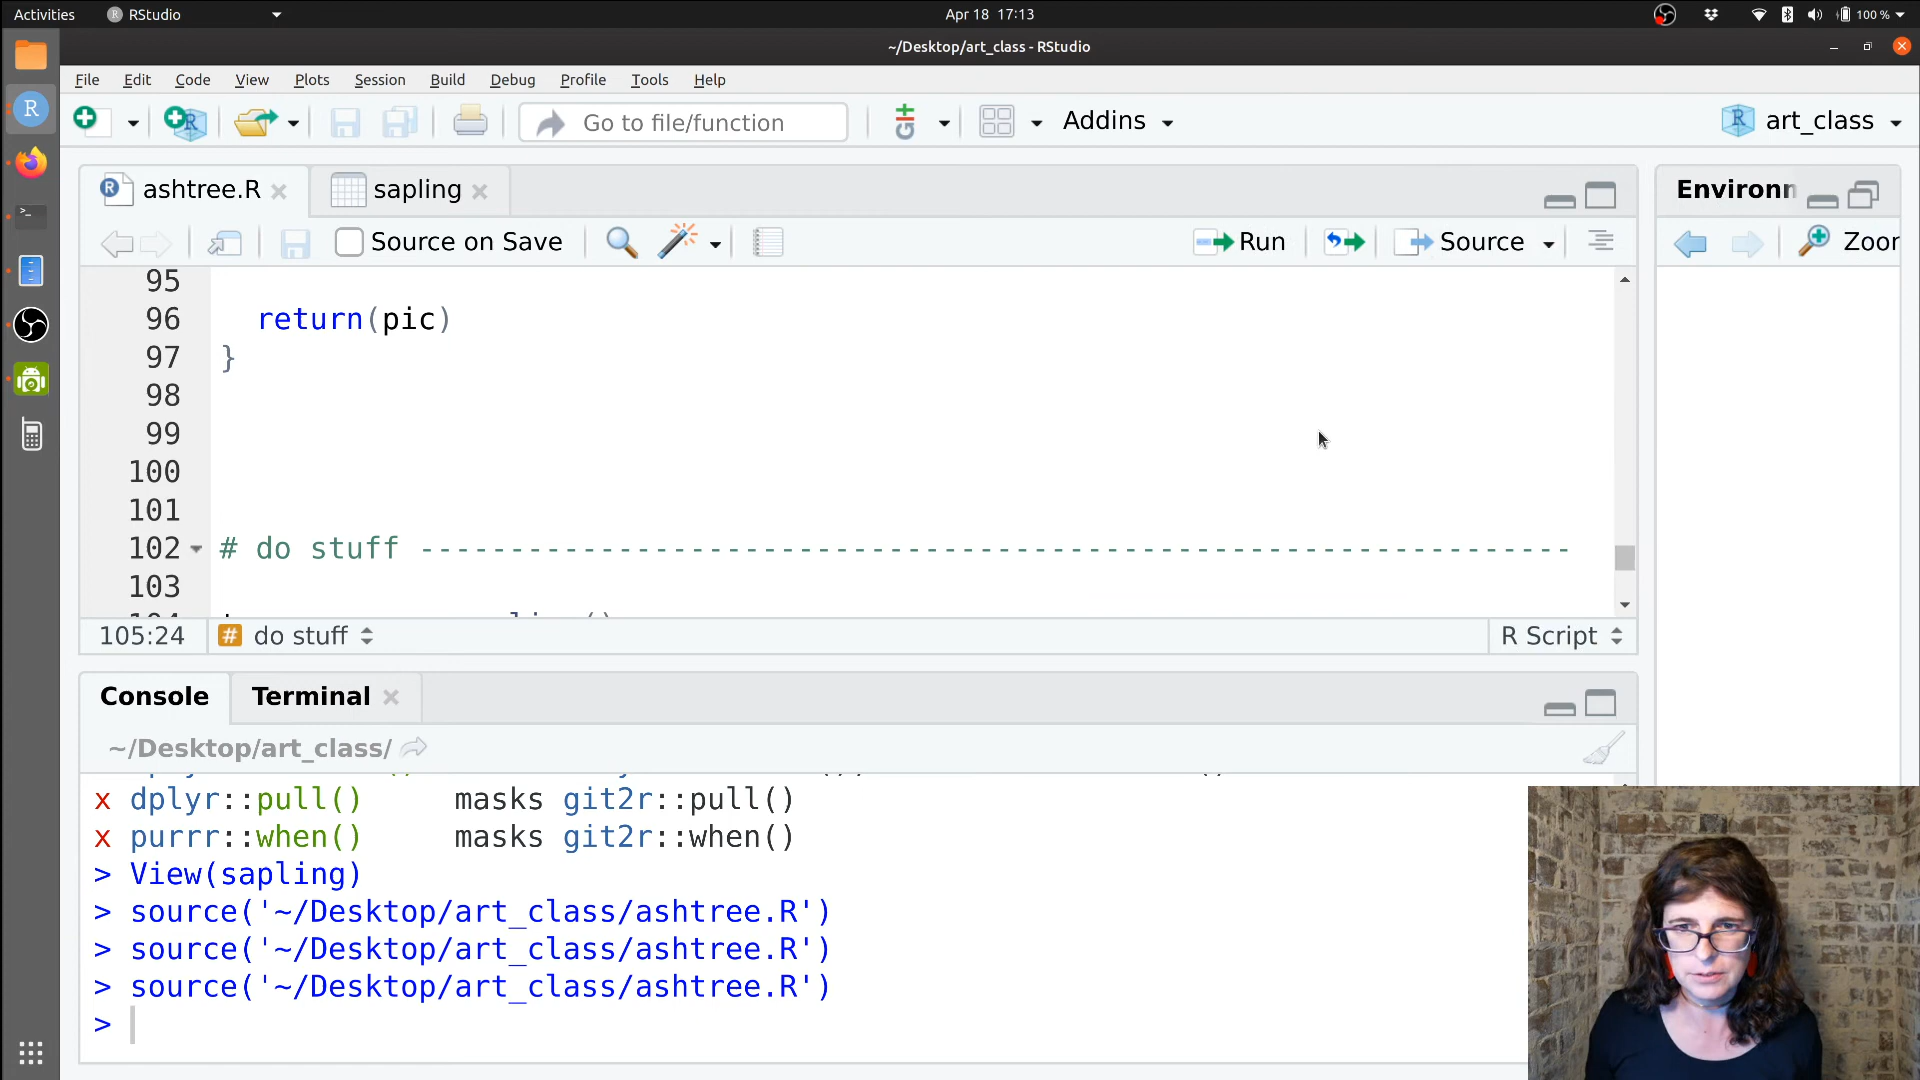 Activities RStudio Apr 18 17:13 100 %
~/Desktop/art_class - RStudio
File Edit Code View Plots Session Build Debug Profile Tools Help
Go to file/function Addins art_class
ashtree.R sapling Environn
Source on Save Run Source Zoor
95
96 return(pic)
97 }
98
99
100
101
102 # do stuff ----------------------------------------------------------------
103
105:24 # do stuff R Script
Console Terminal
~/Desktop/art_class/
x dplyr::pull() masks git2r::pull()
x purrr::when() masks git2r::when()
> View(sapling)
> source('~/Desktop/art_class/ashtree.R')
> source('~/Desktop/art_class/ashtree.R')
> source('~/Desktop/art_class/ashtree.R')
>